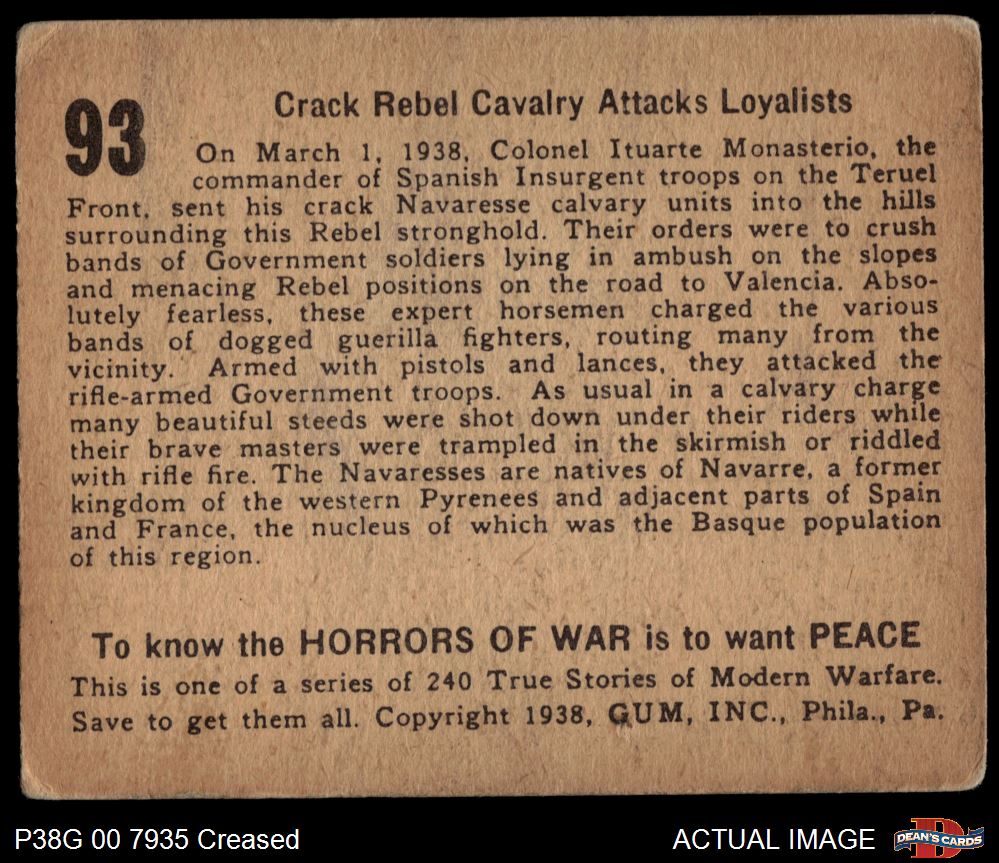 93
Crack Rebel Cavalry Attacks Loyalists
On March 1, 1938, Colonel Ituarte Monasterio, the
commander of Spanish Insurgent troops on the Teruel
Front, sent his crack Navaresse calvary units into the hills
surrounding this Rebel stronghold. Their orders were to crush
bands of Government soldiers lying in ambush on the slopes
and menacing Rebel positions on the road to Valencia. Abso-
lutely fearless, these expert horsemen charged the various
bands of dogged guerilla fighters, routing many from the
vicinity. Armed with pistols and lances, they attacked the
rifle-armed Government troops. As usual in a calvary charge
many beautiful steeds were shot down under their riders while
their brave masters were trampled in the skirmish or riddled
with rifle fire. The Navaresses are natives of Navarre, a former
kingdom of the western Pyrenees and adjacent parts of Spain
and France, the nucleus of which was the Basque population
of this region.
To know the HORRORS OF WAR is to want PEACE
This is one of a series of 240 True Stories of Modern Warfare.
Save to get them all. Copyright 1938, GUM, INC., Phila., Pa.
P38G 00 7935 Creased
ACTUAL IMAGE
D
DEAN'S CARDS